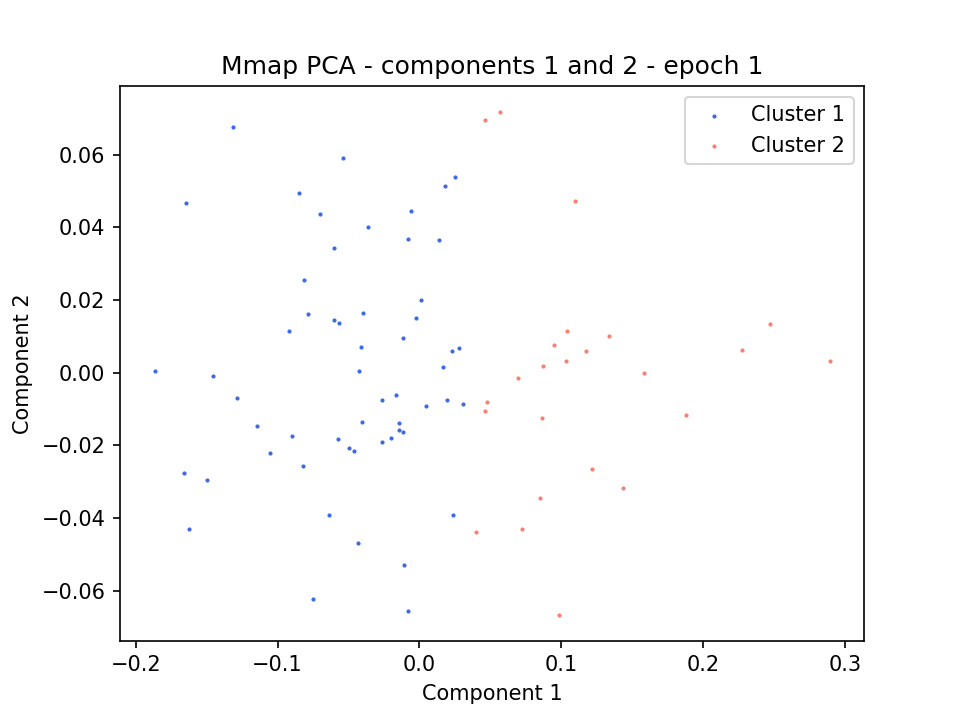 Mmap PCA - components 1 and 2 - epoch 1
Cluster 1
Cluster 2
0.06
0.04
0.02
0.00
−0.02
−0.04
−0.06
Component 2
−0.2
−0.1
0.0
0.1
0.2
0.3
Component 1